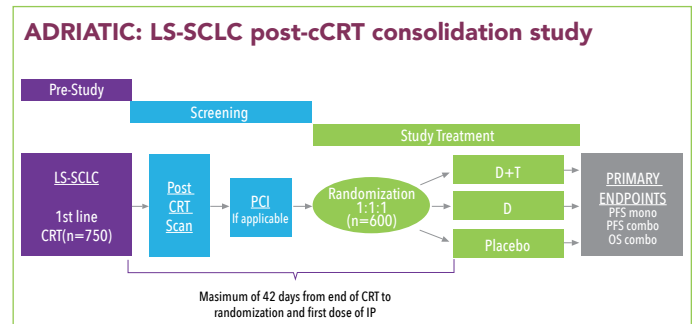 ADRIATIC: LS-SCLC post-cCRT consolidation study
Pre-Study
Screening
Study Treatment
LS-SCLC
1st line
CRT(n=750)
Post
CRT
Scan
PCI
If applicable
Randomization
1:1:1
(n=600)
D+T
D
Placebo
PRIMARY
ENDPOINTS
PFS mono
PFS combo
OS combo
Masimum of 42 days from end of CRT to
randomization and first dose of IP